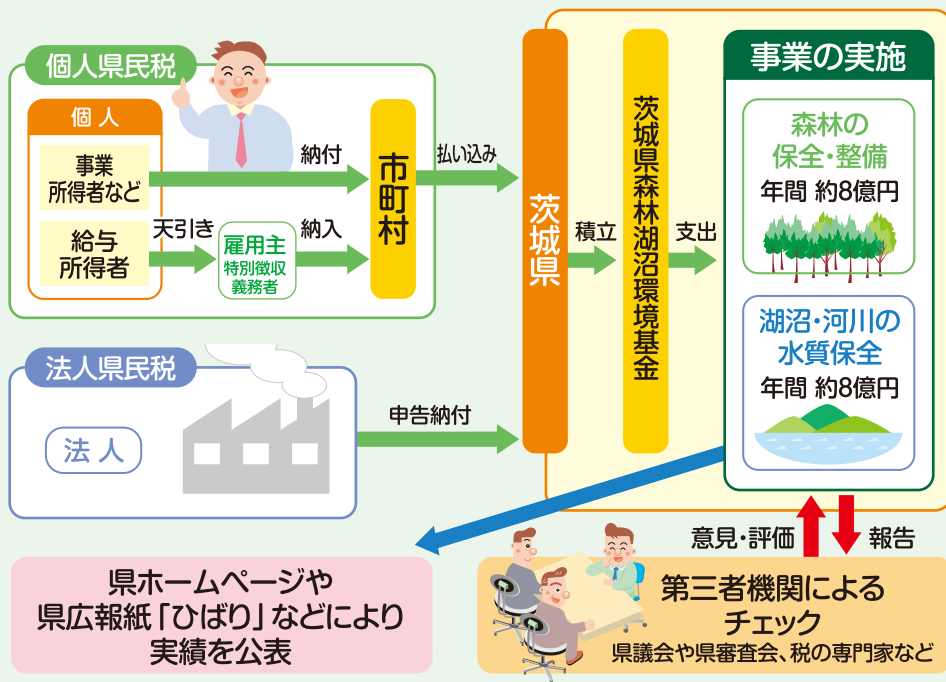 個人県民税
個人
事業
所得者など
給与
所得者
天引き
雇用主
特別徴収
義務者
納付
納入
市町村
払い込み
法人県民税
法人
申告納付
茨城県
積立
茨城県森林湖沼環境基金
支出
事業の実施
森林の
保全・整備
年間 約8億円
湖沼・河川の
水質保全
年間 約8億円
意見・評価
報告
県ホームページや
県広報紙「ひばり」などにより
実績を公表
第三者機関による
チェック
県議会や県審査会、税の専門家など